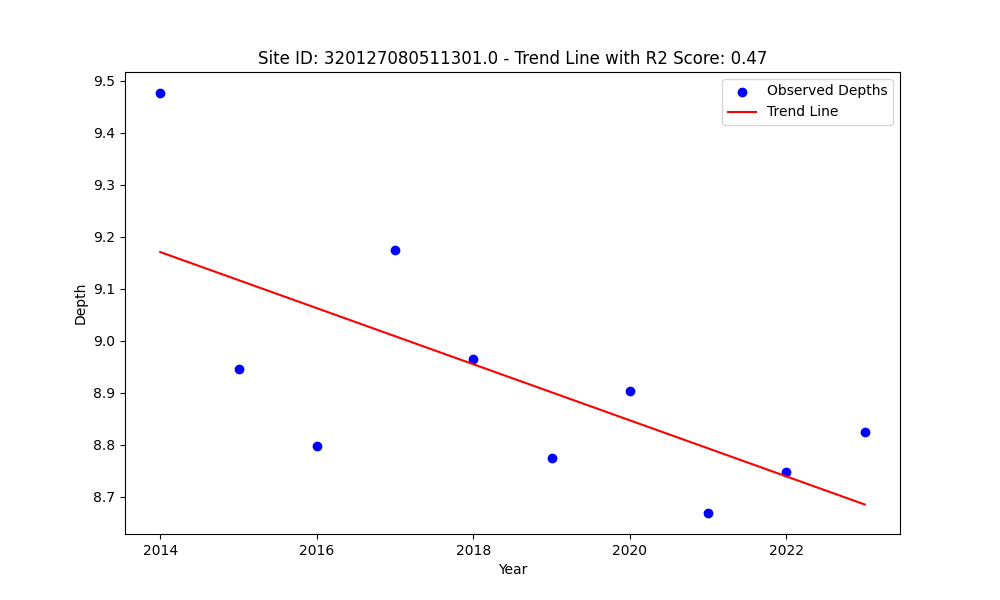 Site ID: 320127080511301.0 - Trend Line with R2 Score: 0.47
Observed Depths
Trend Line
9.5
9.4
9.3
9.2
9.1
9.0
8.9
8.8
8.7
Depth
2014
2016
2018
2020
2022
Year